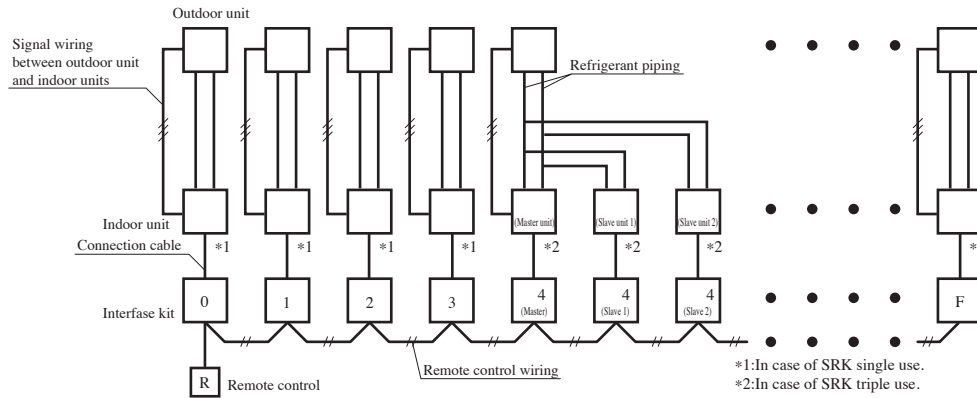 Outdoor unit
Signal wiring
between outdoor unit
and indoor units
Refrigerant piping
Indoor unit
(Master unit)
(Slave unit 1)
(Slave unit 2)
Connection cable
*1
*1
*1
*1
*2
*2
*2
*
Interfase kit
0
1
2
3
4
(Master)
4
(Slave 1)
4
(Slave 2)
F
R
Remote control
Remote control wiring
*1:In case of SRK single use.
*2:In case of SRK triple use.